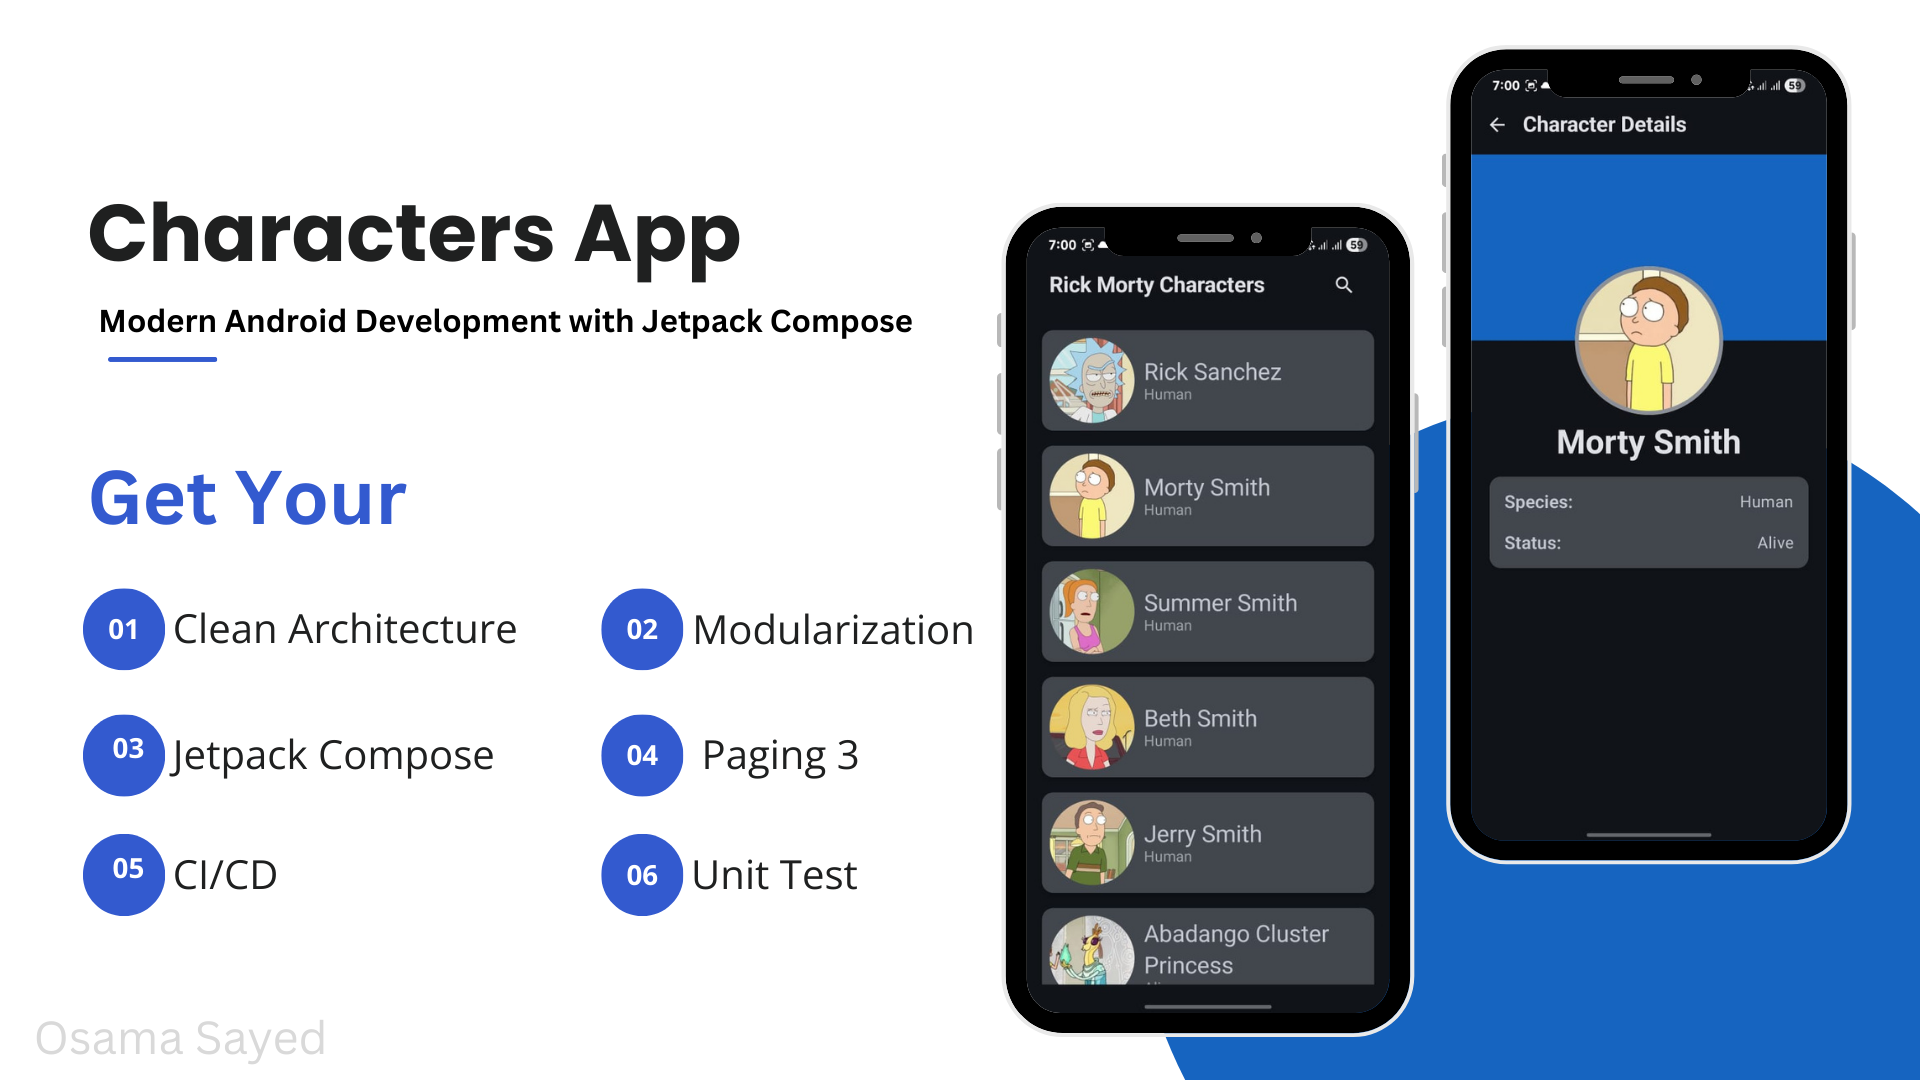 Characters App
Modern Android Development with Jetpack Compose
Get Your
01 Clean Architecture
02 Modularization
03 Jetpack Compose
04 Paging 3
05 CI/CD
06 Unit Test
Osama Sayed
7:00 59
Rick Morty Characters
Rick Sanchez
Human
Morty Smith
Human
Summer Smith
Human
Beth Smith
Human
Jerry Smith
Human
Abadango Cluster
Princess
7:00 59
Character Details
Morty Smith
Species: Human
Status: Alive